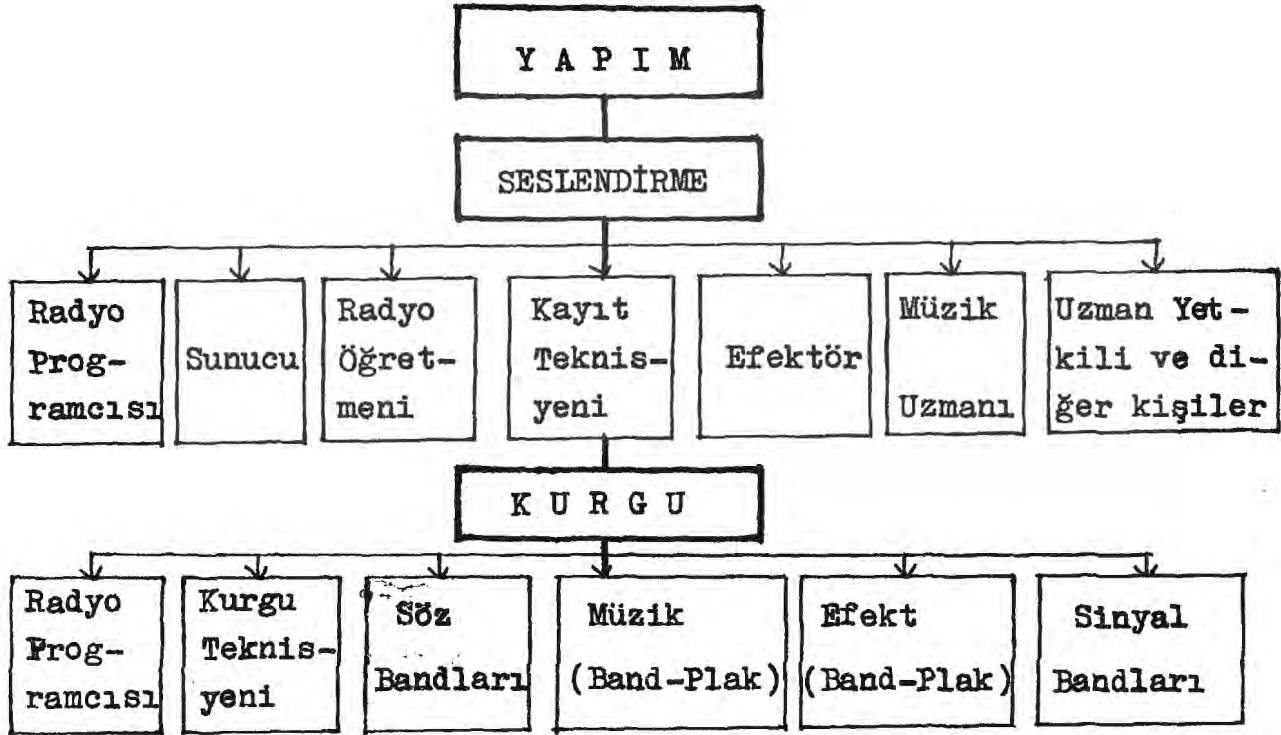 Y A P I M
SESLENDİRME
Radyo
Prog-
ramcısı
Sunucu
Radyo
Öğret-
meni
Kayıt
Teknis-
yeni
Efektör
Müzik
Uzmanı
Uzman Yet-
kili ve di-
ğer kişiler
K U R G U
Radyo
Prog-
ramcısı
Kurgu
Teknis-
yeni
Söz
Bandları
Müzik
(Band-Plak)
Efekt
(Band-Plak)
Sinyal
Bandları